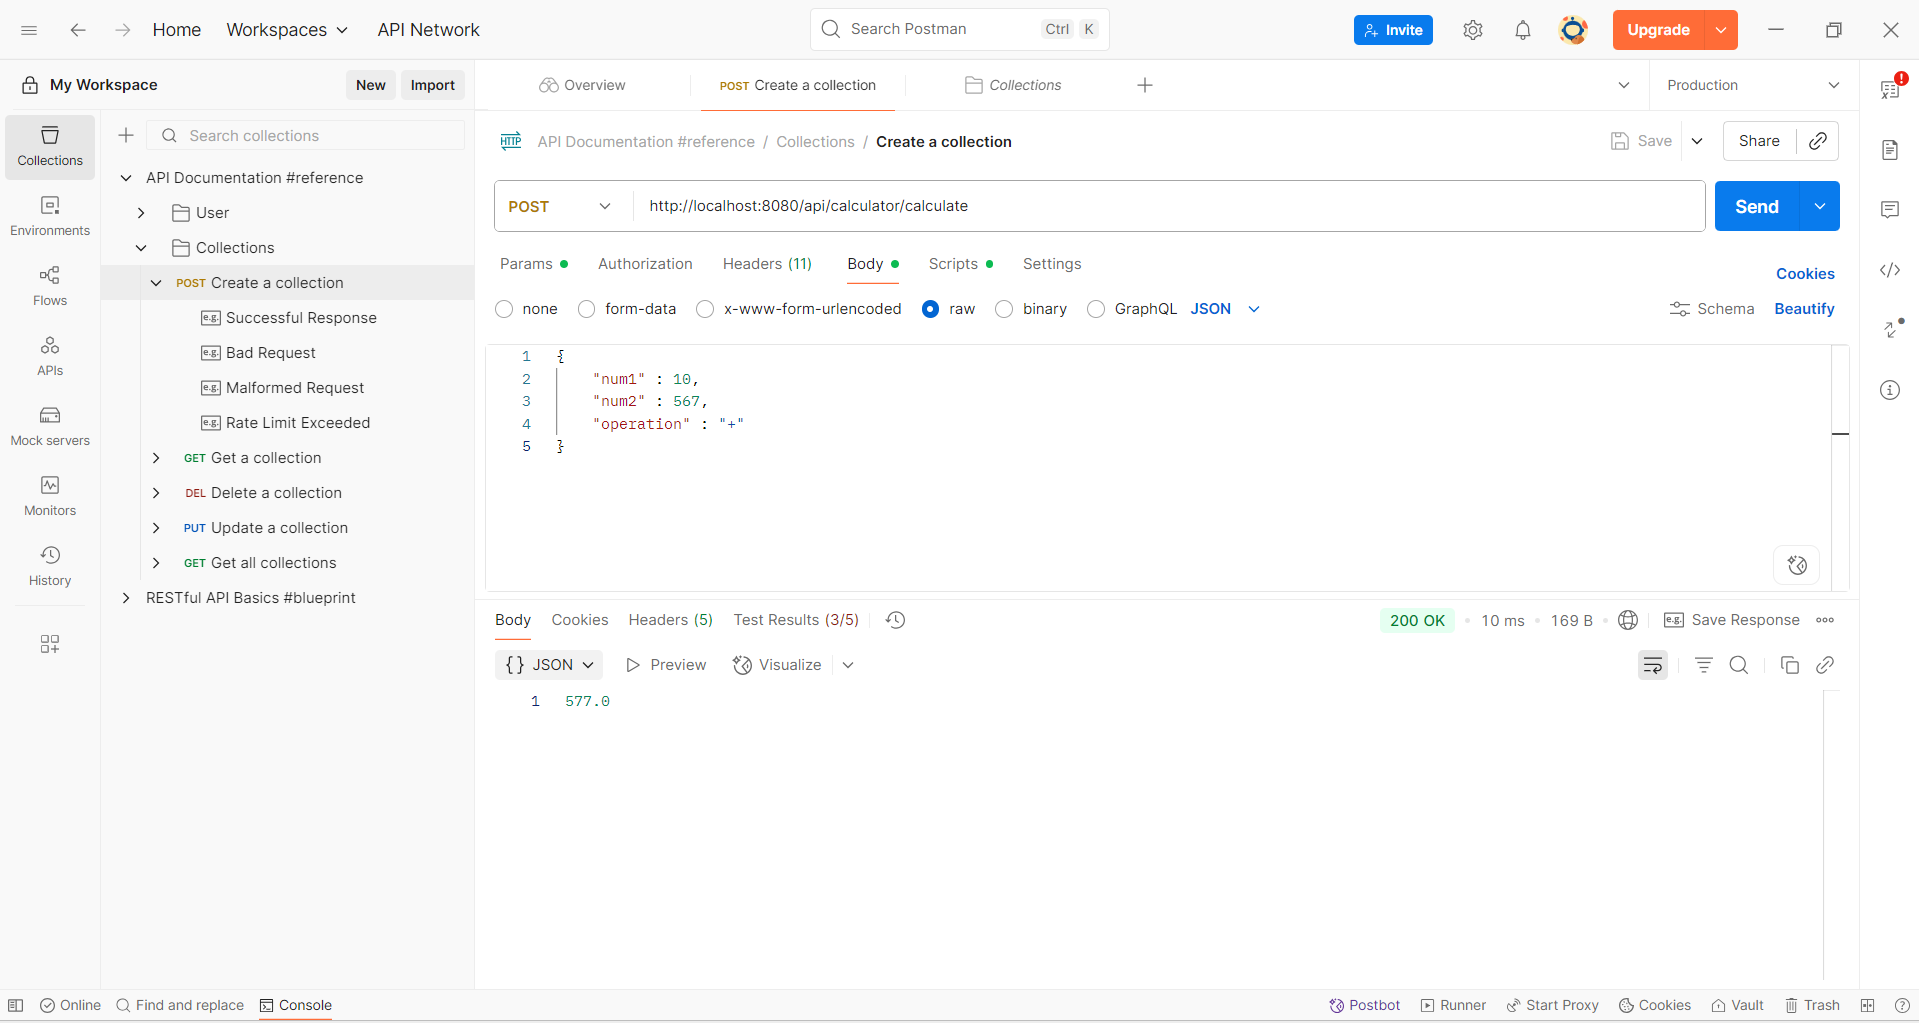 Home Workspaces API Network Search Postman Ctrl K Invite Upgrade
My Workspace New Import Overview POST Create a collection Collections Production
Search collections
Collections
API Documentation #reference
User
Collections
POST Create a collection
e.g. Successful Response
e.g. Bad Request
e.g. Malformed Request
e.g. Rate Limit Exceeded
GET Get a collection
DEL Delete a collection
PUT Update a collection
GET Get all collections
RESTful API Basics #blueprint
Environments
Flows
APIs
Mock servers
Monitors
History
HTTP API Documentation #reference / Collections / Create a collection Save Share
POST http://localhost:8080/api/calculator/calculate Send
Params Authorization Headers (11) Body Scripts Settings Cookies
none form-data x-www-form-urlencoded raw binary GraphQL JSON Schema Beautify
1 {
2 "num1" : 10,
3 "num2" : 567,
4 "operation" : "+"
5 }
Body Cookies Headers (5) Test Results (3/5) 200 OK 10 ms 169 B e.g. Save Response
{} JSON Preview Visualize
1 577.0
Online Find and replace Console Postbot Runner Start Proxy Cookies Vault Trash